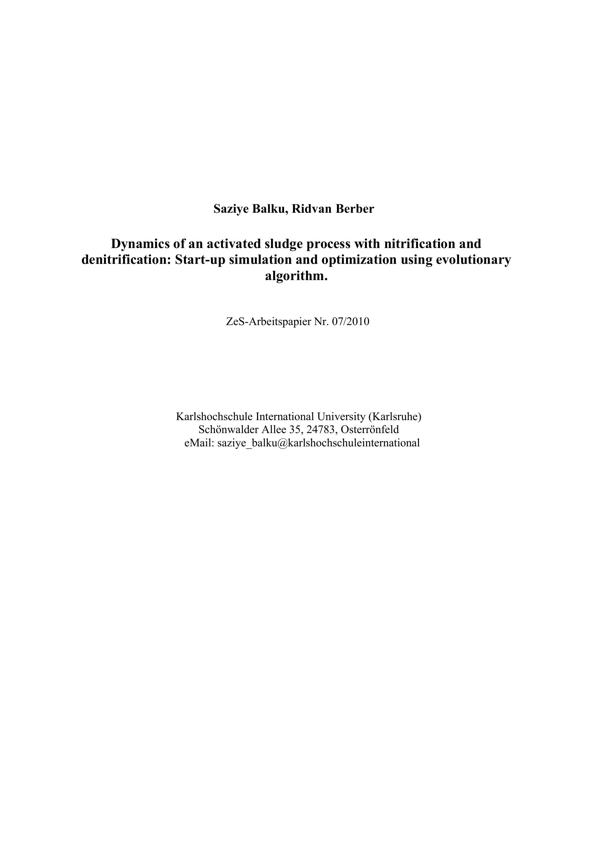 Saziye Balku, Ridvan Berber
Dynamics of an activated sludge process with nitrification and
denitrification: Start-up simulation and optimization using evolutionary
algorithm.
ZeS-Arbeitspapier Nr. 07/2010
Karlshochschule International University (Karlsruhe)
Schönwalder Allee 35, 24783, Osterrönfeld
eMail: saziye_balku@karlshochschuleinternational